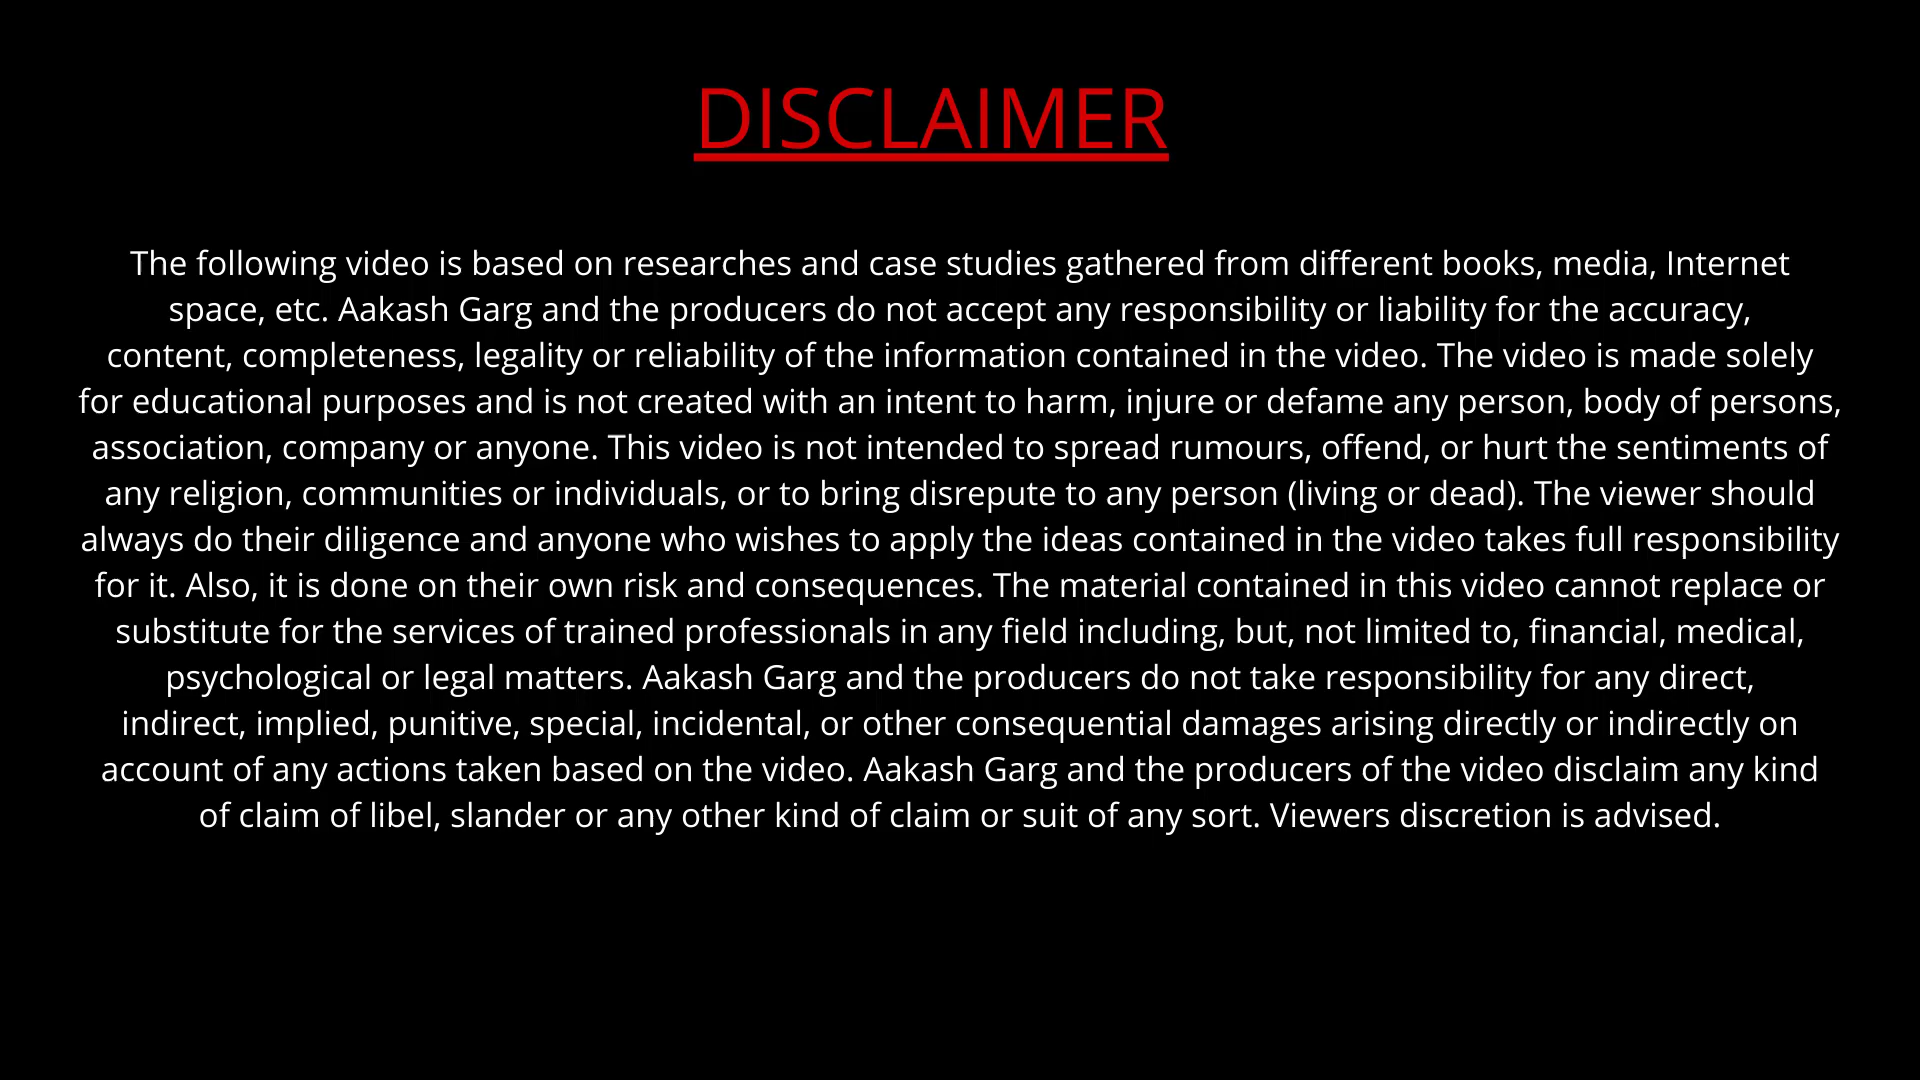 DISCLAIMER
The following video is based on researches and case studies gathered from different books, media, Internet
space, etc. Aakash Garg and the producers do not accept any responsibility or liability for the accuracy,
content, completeness, legality or reliability of the information contained in the video. The video is made solely
for educational purposes and is not created with an intent to harm, injure or defame any person, body of persons,
association, company or anyone. This video is not intended to spread rumours, offend, or hurt the sentiments of
any religion, communities or individuals, or to bring disrepute to any person (living or dead). The viewer should
always do their diligence and anyone who wishes to apply the ideas contained in the video takes full responsibility
for it. Also, it is done on their own risk and consequences. The material contained in this video cannot replace or
substitute for the services of trained professionals in any field including, but, not limited to, financial, medical,
psychological or legal matters. Aakash Garg and the producers do not take responsibility for any direct,
indirect, implied, punitive, special, incidental, or other consequential damages arising directly or indirectly on
account of any actions taken based on the video. Aakash Garg and the producers of the video disclaim any kind
of claim of libel, slander or any other kind of claim or suit of any sort. Viewers discretion is advised.